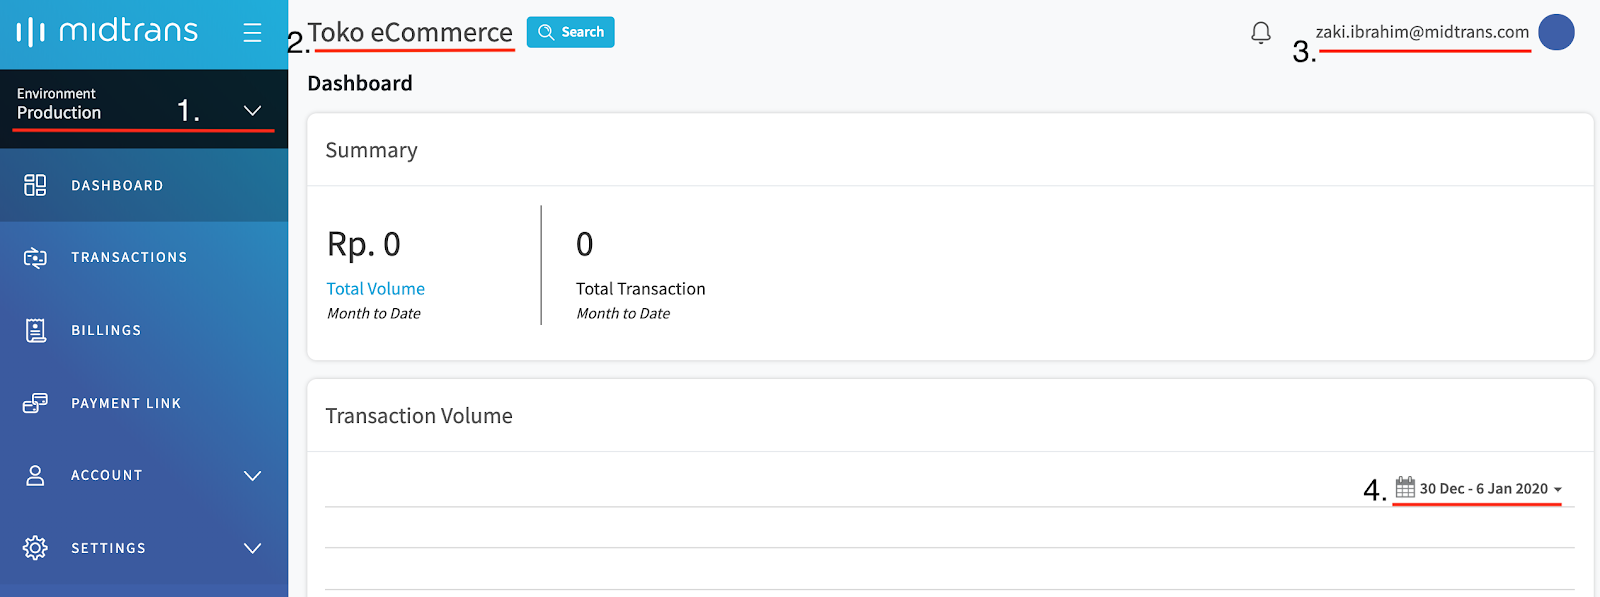 midtrans
2. Toko eCommerce
Search
3. zaki.ibrahim@midtrans.com
Environment
Production
1.
Dashboard
DASHBOARD
TRANSACTIONS
BILLINGS
PAYMENT LINK
ACCOUNT
SETTINGS
Summary
Rp. 0
Total Volume
Month to Date
0
Total Transaction
Month to Date
Transaction Volume
4. 30 Dec - 6 Jan 2020